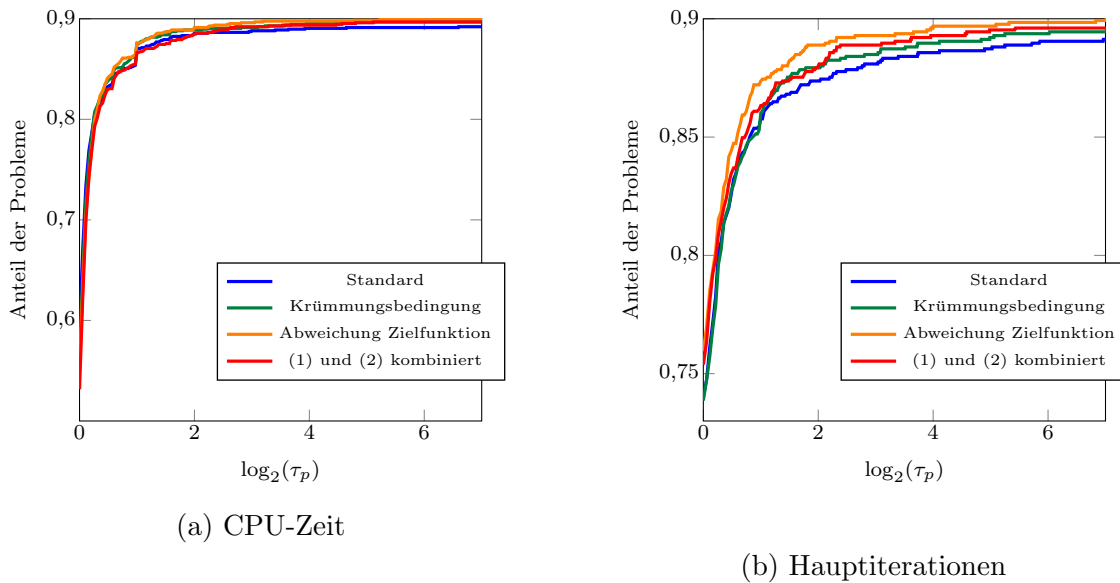 0,9
0,8
0,7
0,6
Anteil der Probleme
0 2 4 6
log₂(τₚ)
Standard
Krümmungsbedingung
Abweichung Zielfunktion
(1) und (2) kombiniert
(a) CPU-Zeit
0,9
0,85
0,8
0,75
Anteil der Probleme
0 2 4 6
log₂(τₚ)
Standard
Krümmungsbedingung
Abweichung Zielfunktion
(1) und (2) kombiniert
(b) Hauptiterationen